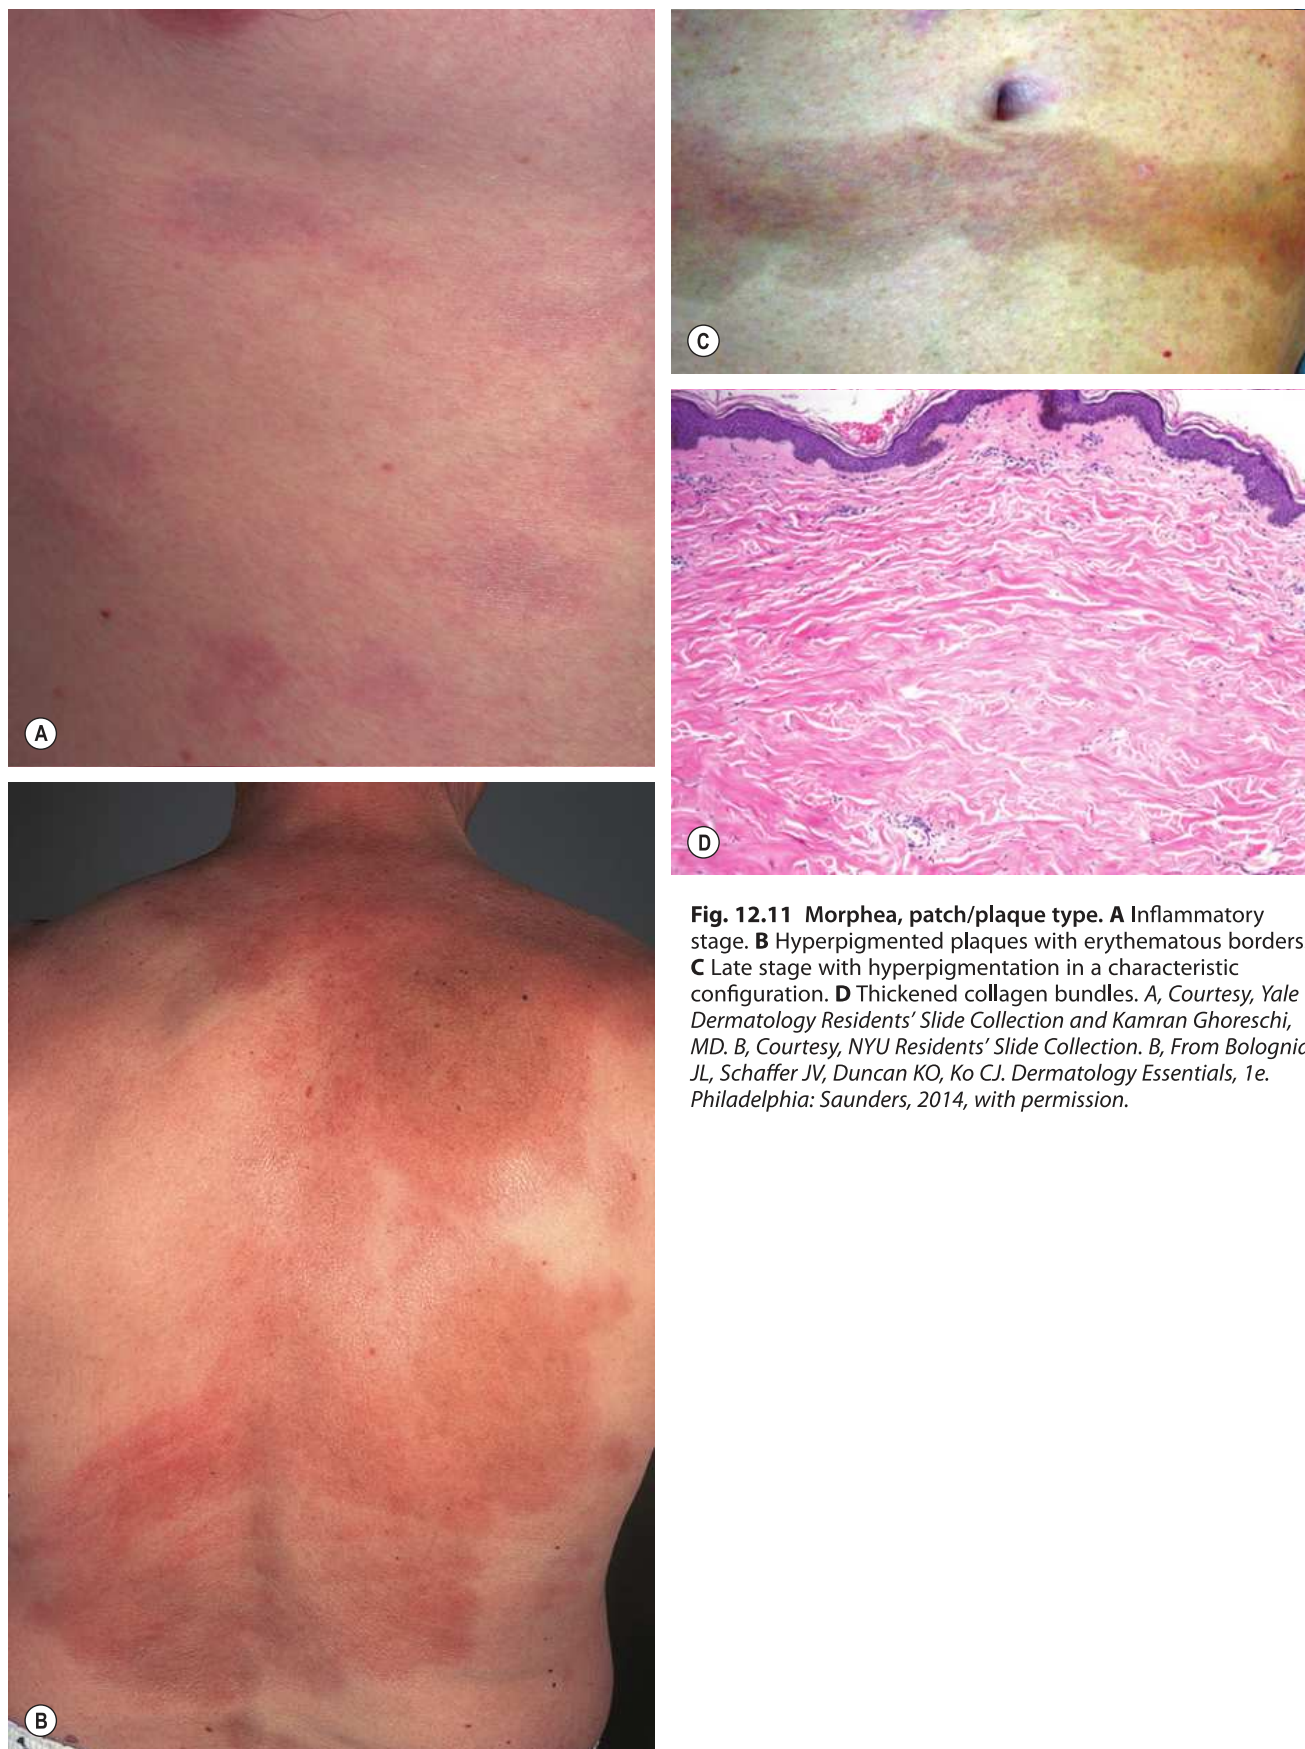 A
C
D
B
Fig. 12.11 Morphea, patch/plaque type. A Inflammatory
stage. B Hyperpigmented plaques with erythematous borders
C Late stage with hyperpigmentation in a characteristic
configuration. D Thickened collagen bundles. A, Courtesy, Yale
Dermatology Residents’ Slide Collection and Kamran Ghoreschi,
MD. B, Courtesy, NYU Residents’ Slide Collection. B, From Bolognia
JL, Schaffer JV, Duncan KO, Ko CJ. Dermatology Essentials, 1e.
Philadelphia: Saunders, 2014, with permission.